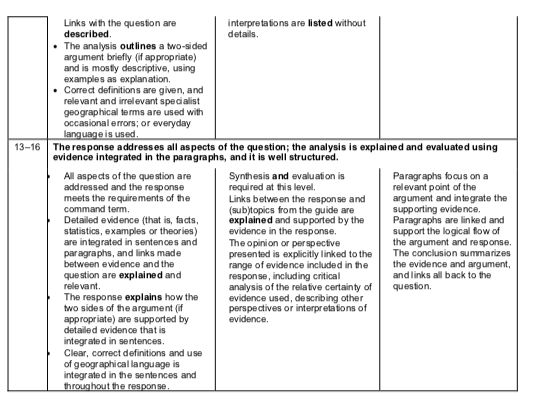 Links with the question are
described.
• The analysis outlines a two-sided
argument briefly (if appropriate)
and is mostly descriptive, using
examples as explanation.
• Correct definitions are given, and
relevant and irrelevant specialist
geographical terms are used with
occasional errors; or everyday
language is used.
interpretations are listed without
details.
13–16
The response addresses all aspects of the question; the analysis is explained and evaluated using
evidence integrated in the paragraphs, and it is well structured.
• All aspects of the question are
addressed and the response
meets the requirements of the
command term.
• Detailed evidence (that is, facts,
statistics, examples or theories)
are integrated in sentences and
paragraphs, and links made
between evidence and the
question are explained and
relevant.
• The response explains how the
two sides of the argument (if
appropriate) are supported by
detailed evidence that is
integrated in sentences.
• Clear, correct definitions and use
of geographical language is
integrated in the sentences and
throughout the response.
Synthesis and evaluation is
required at this level.
Links between the response and
(sub)topics from the guide are
explained and supported by the
evidence in the response.
The opinion or perspective
presented is explicitly linked to the
range of evidence included in the
response, including critical
analysis of the relative certainty of
evidence used, describing other
perspectives or interpretations of
evidence.
Paragraphs focus on a
relevant point of the
argument and integrate the
supporting evidence.
Paragraphs are linked and
support the logical flow of
the argument and response.
The conclusion summarizes
the evidence and argument,
and links all back to the
question.